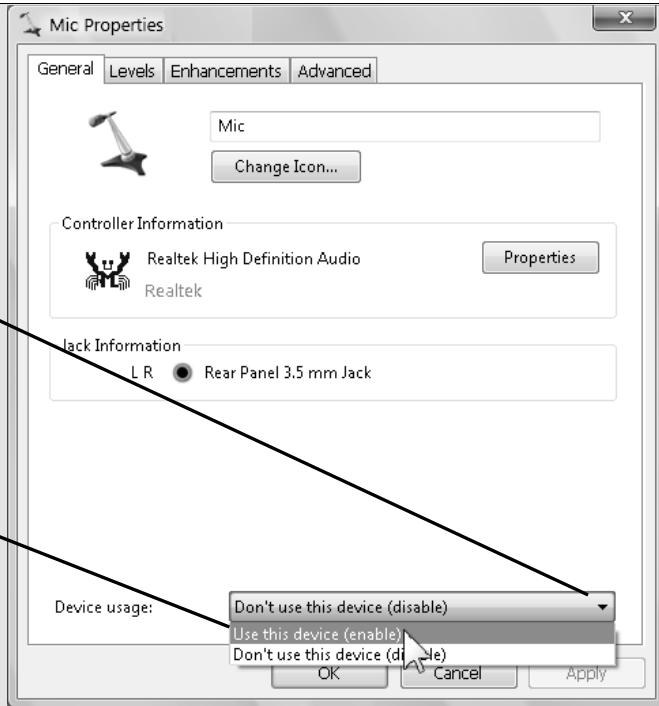 Mic Properties
General Levels Enhancements Advanced
Mic
Change Icon...
Controller Information
Realtek High Definition Audio Properties
Realtek
Jack Information
L R Rear Panel 3.5 mm Jack
Device usage: Don't use this device (disable)
Use this device (enable)
Don't use this device (disable)
OK Cancel Apply